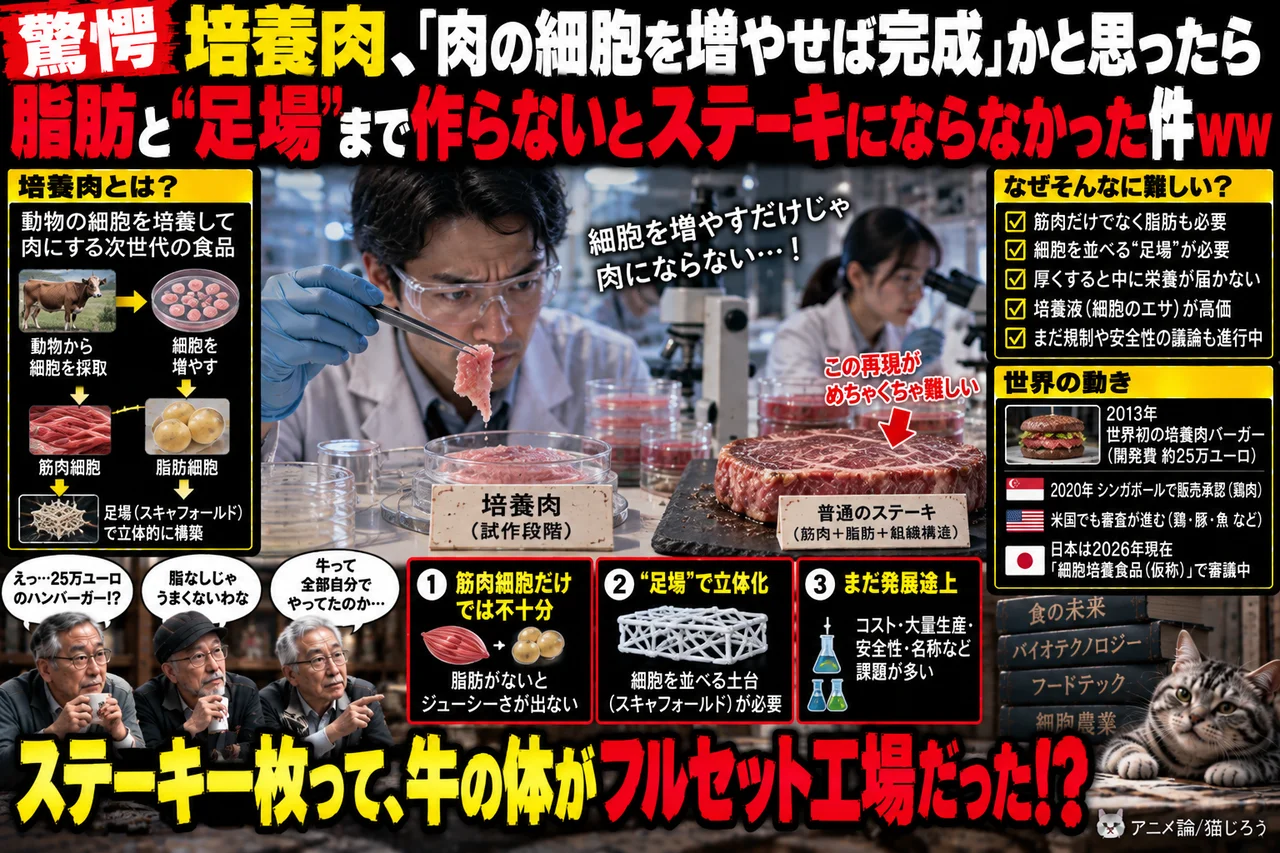 驚愕 培養肉、「肉の細胞を増やせば完成」かと思ったら
脂肪と“足場”まで作らないとステーキにならなかった件ww
培養肉とは?
動物の細胞を培養して
肉にする次世代の食品
動物から
細胞を採取
細胞を
増やす
筋肉細胞
脂肪細胞
足場(スキャフォールド)
で立体的に構築
細胞を増やすだけじゃ
肉にならない…!
この再現が
めちゃくちゃ難しい
培養肉
(試作段階)
普通のステーキ
(筋肉+脂肪+組織構造)
なぜそんなに難しい?
筋肉だけでなく脂肪も必要
細胞を並べる“足場”が必要
厚くすると中に栄養が届かない
培養液(細胞のエサ)が高価
まだ規制や安全性の議論も進行中
世界の動き
2013年
世界初の培養肉バーガー
(開発費 約25万ユーロ)
2020年 シンガポールで販売承認(鶏肉)
米国でも審査が進む(鶏・豚・魚 など)
日本は2026年現在
「細胞培養食品(仮称)」で審議中
えっ…25万ユーロ
のハンバーガー!?
脂なしじゃ
うまくないわな
牛って
全部自分で
やってたのか…
1 筋肉細胞だけ
では不十分
脂肪がないと
ジューシーさが出ない
2 “足場”で立体化
細胞を並べる土台
(スキャフォールド)が必要
3 まだ発展途上
コスト・大量生産・
安全性・名称など
課題が多い
食の未来
バイオテクノロジー
フードテック
細胞農業
ステーキ一枚って、牛の体がフルセット工場だった!?
アニメ論/猫じろう